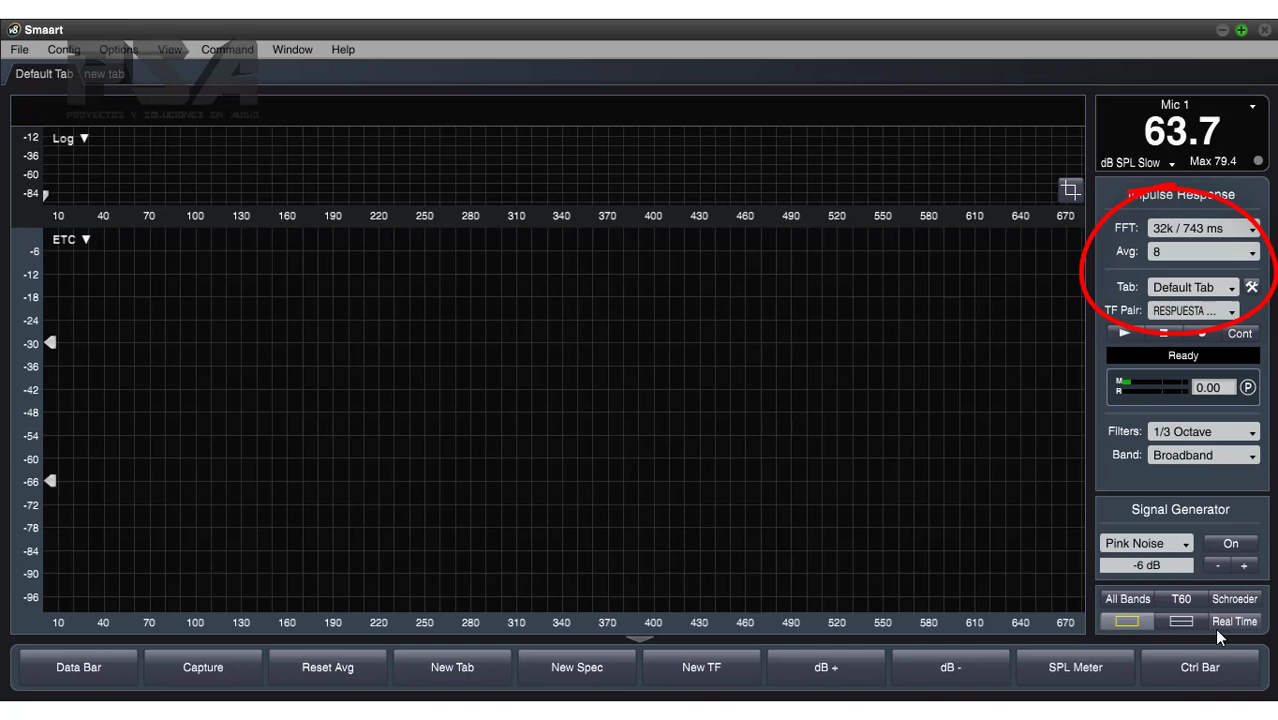 v8 Smaart
File Config Options View Command Window Help
Default Tab new tab
PSA
PROYECTOS Y SOLUCIONES EN AUDIO
Mic 1
63.7
dB SPL Slow Max 79.4
Log
-12
-36
-60
-84
10 40 70 100 130 160 190 220 250 280 310 340 370 400 430 460 490 520 550 580 610 640 670
ETC
-6
-12
-18
-24
-30
-36
-42
-48
-54
-60
-66
-72
-78
-84
-90
-96
10 40 70 100 130 160 190 220 250 280 310 340 370 400 430 460 490 520 550 580 610 640 670
Impulse Response
FFT: 32k / 743 ms
Avg: 8
Tab: Default Tab
TF Pair: RESPUESTA ...
Cont
Ready
M
R
0.00 P
Filters: 1/3 Octave
Band: Broadband
Signal Generator
Pink Noise On
-6 dB - +
All Bands T60 Schroeder
Real Time
Data Bar Capture Reset Avg New Tab New Spec New TF dB + dB - SPL Meter Ctrl Bar